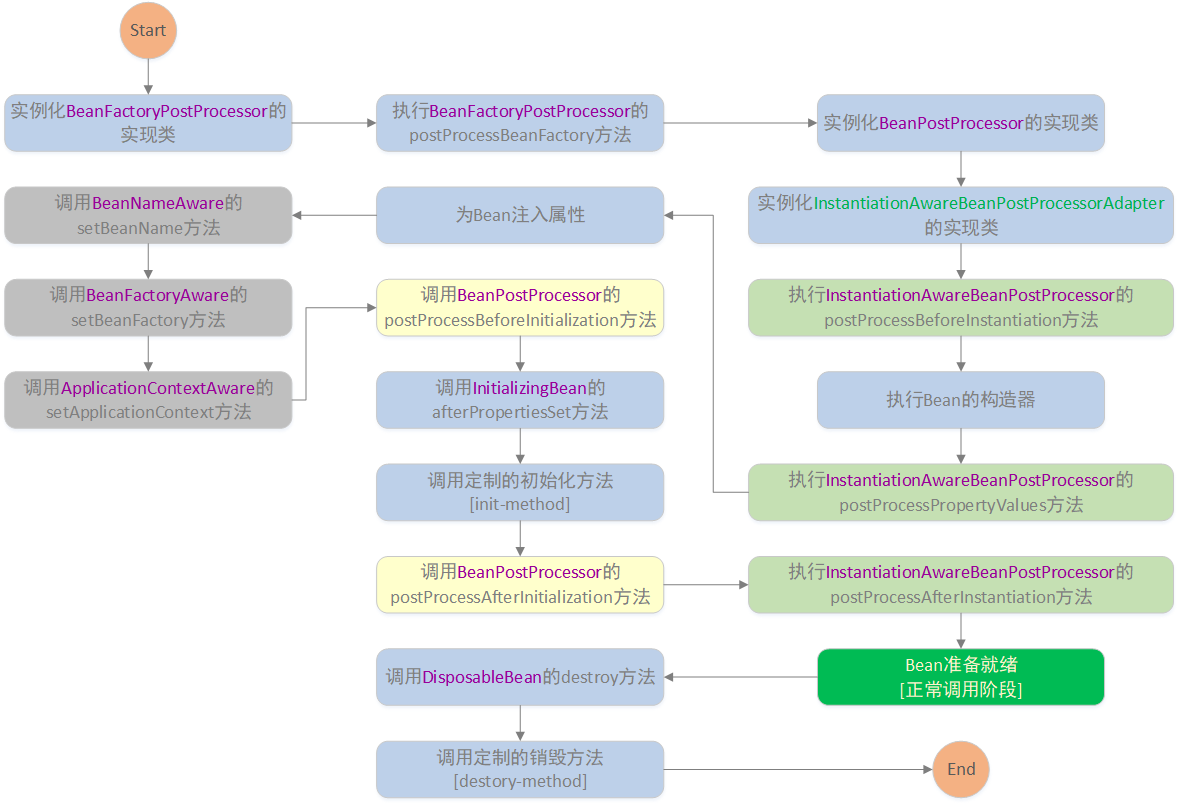 Start
实例化BeanFactoryPostProcessor的
实现类
执行BeanFactoryPostProcessor的
postProcessBeanFactory方法
实例化BeanPostProcessor的实现类
实例化InstantiationAwareBeanPostProcessorAdapter
的实现类
执行InstantiationAwareBeanPostProcessor的
postProcessBeforeInstantiation方法
执行Bean的构造器
执行InstantiationAwareBeanPostProcessor的
postProcessPropertyValues方法
为Bean注入属性
调用BeanNameAware的
setBeanName方法
调用BeanFactoryAware的
setBeanFactory方法
调用ApplicationContextAware的
setApplicationContext方法
调用BeanPostProcessor的
postProcessBeforeInitialization方法
调用InitializingBean的
afterPropertiesSet方法
调用定制的初始化方法
[init-method]
调用BeanPostProcessor的
postProcessAfterInitialization方法
执行InstantiationAwareBeanPostProcessor的
postProcessAfterInstantiation方法
Bean准备就绪
[正常调用阶段]
调用DisposableBean的destroy方法
调用定制的销毁方法
[destory-method]
End